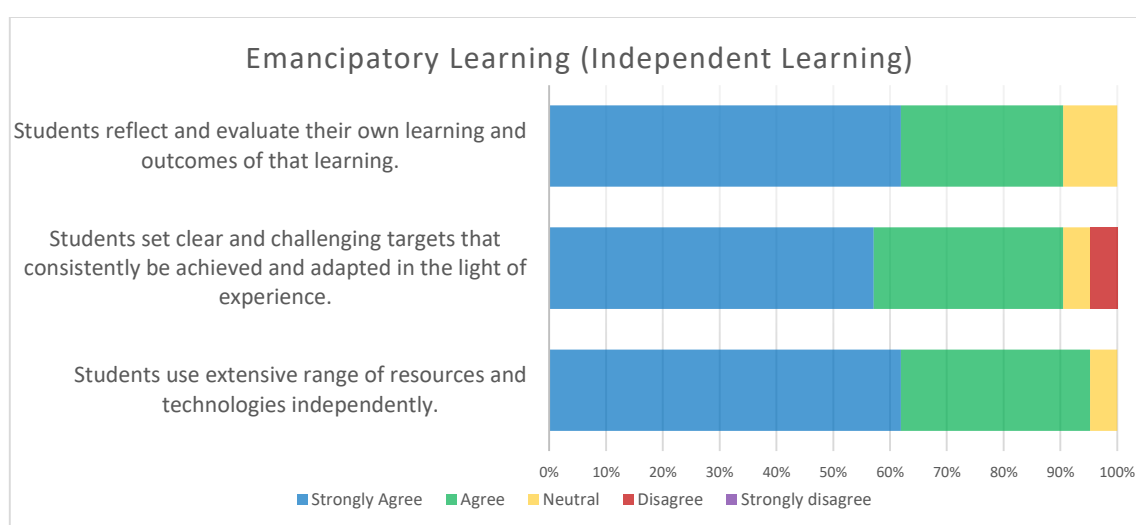 Emancipatory Learning (Independent Learning)
Students reflect and evaluate their own learning and
outcomes of that learning.
Students set clear and challenging targets that
consistently be achieved and adapted in the light of
experience.
Students use extensive range of resources and
technologies independently.
0% 10% 20% 30% 40% 50% 60% 70% 80% 90% 100%
Strongly Agree Agree Neutral Disagree Strongly disagree